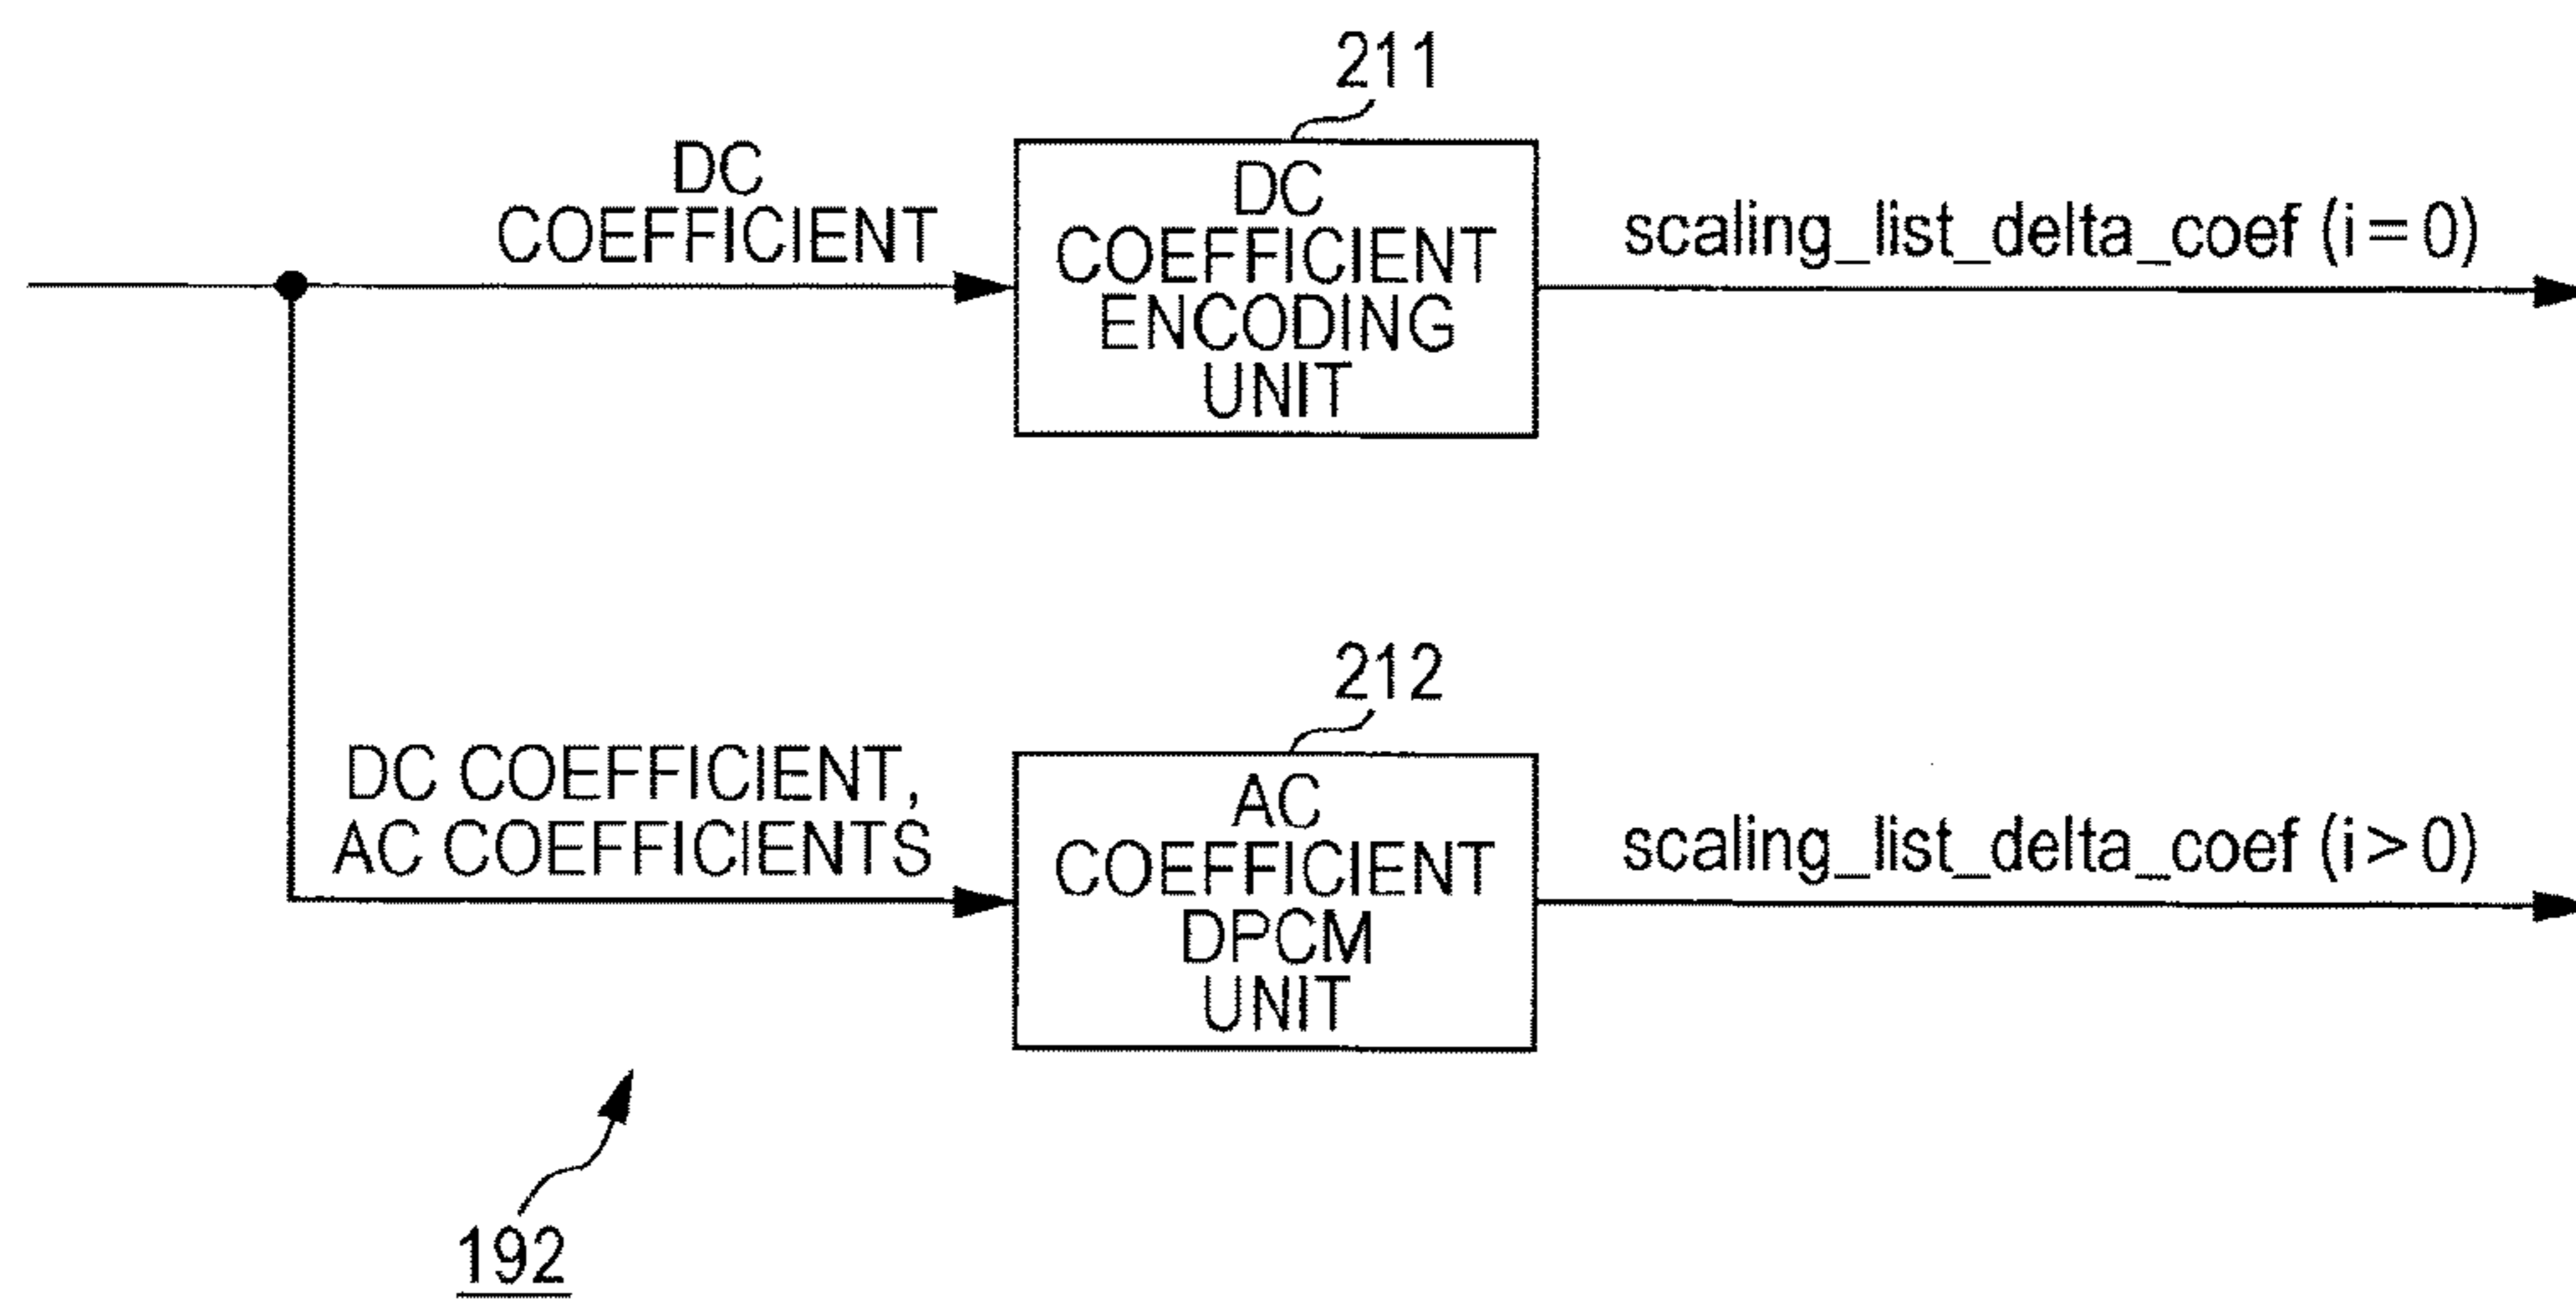 211
DC
COEFFICIENT
DC
COEFFICIENT
ENCODING
UNIT
scaling_list_delta_coef (i=0)
212
DC COEFFICIENT,
AC COEFFICIENTS
AC
COEFFICIENT
DPCM
UNIT
scaling_list_delta_coef (i>0)
192